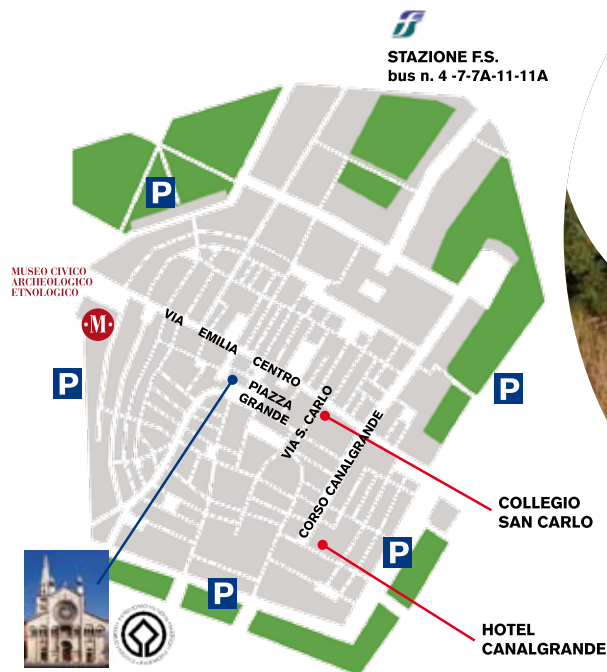 STAZIONE F.S.
bus n. 4 -7-7A-11-11A
P
MUSEO CIVICO
ARCHEOLOGICO
ETNOLOGICO
·M·
VIA EMILIA CENTRO
P
PIAZZA
GRANDE
VIA S. CARLO
P
CORSO CANALGRANDE
COLLEGIO
SAN CARLO
P
P
HOTEL
CANALGRANDE